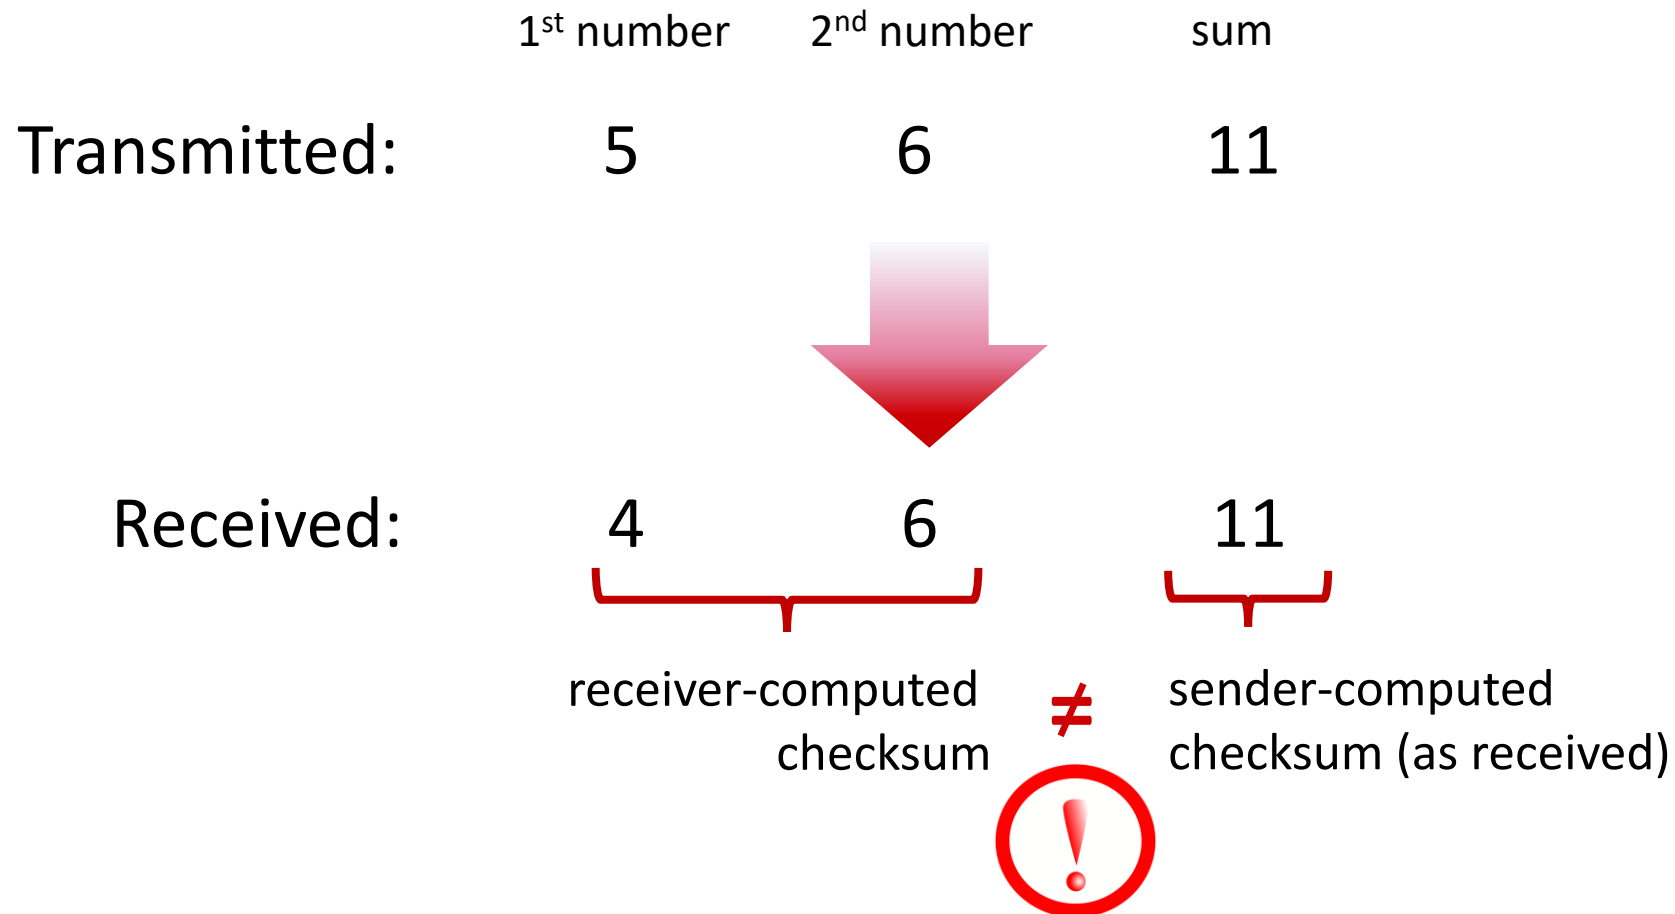 1st number 2nd number sum
Transmitted: 5 6 11
Received: 4 6 11
receiver-computed checksum
≠
sender-computed checksum (as received)
!